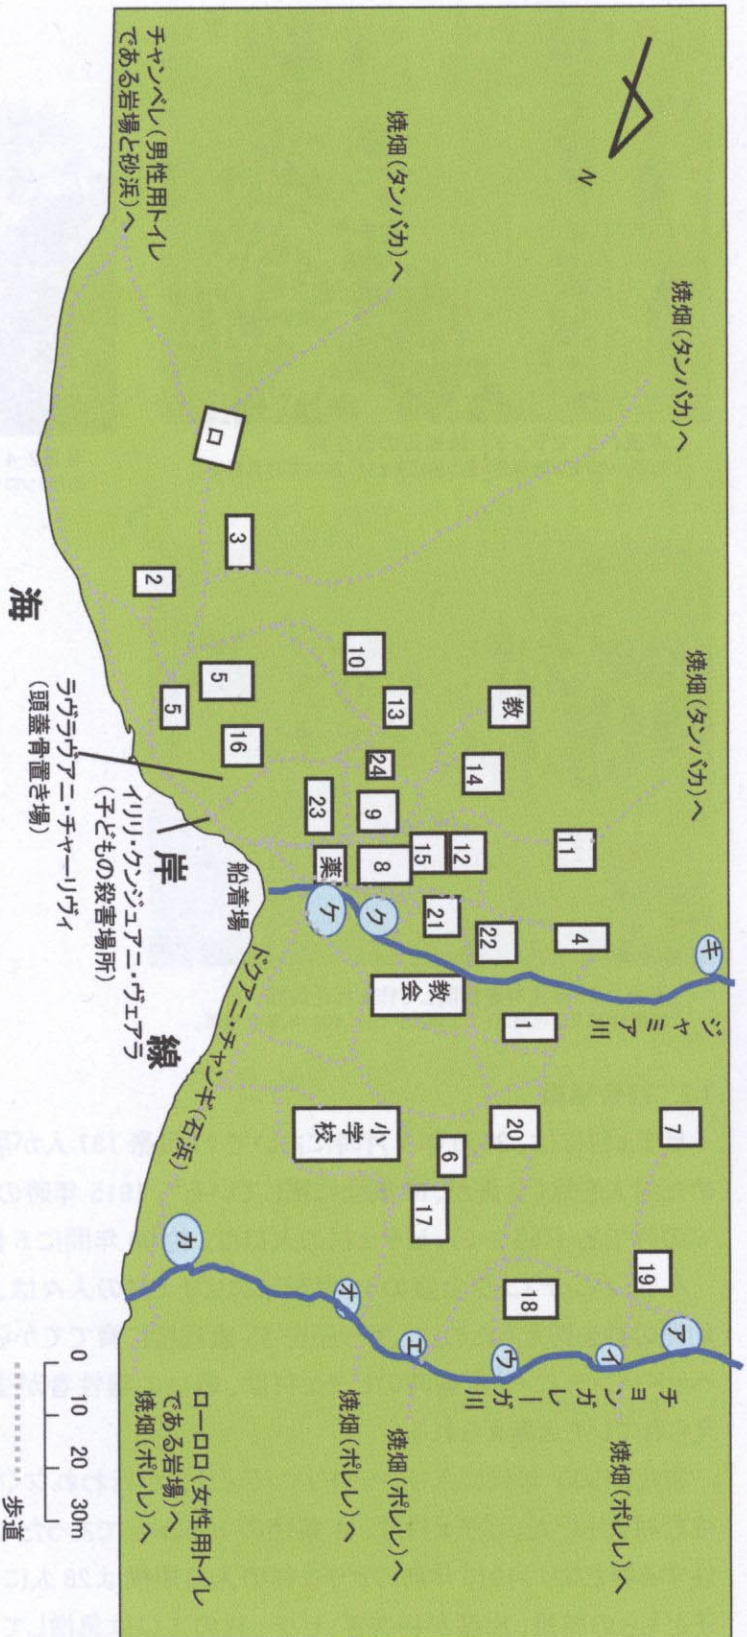 N
焼畑(タンバカ)へ
焼畑(タンバカ)へ
焼畑(タンバカ)へ
チャンペレ(男性用トイレ
である岩場と砂浜)へ
ロ
3
2
10
5
5
13
教
16
24
14
23
9
11
薬
8
15
12
ケ
ク
21
22
4
キ
教会
ジャミア川
1
小学校
20
7
6
17
19
18
カ
オ
エ
ウ
イ
ア
チョンガレーガ川
海
岸
線
ラヴラヴアニ・チャーリヴィ
(頭蓋骨置き場)
イリリ・クンジュアニ・ヴェアラ
(子どもの殺害場所)
船着場
ドクアニ・チャンギ(石浜)
ローロロ(女性用トイレ
である岩場)へ
焼畑(ポレレ)へ
焼畑(ポレレ)へ
焼畑(ポレレ)へ
焼畑(ポレレ)へ
0 10 20 30m
歩道